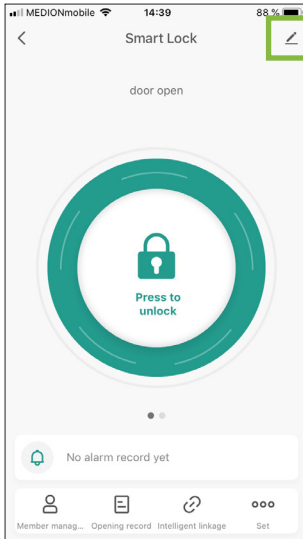 MEDIONmobile 14:39 88 %
Smart Lock
door open
Press to
unlock
No alarm record yet
Member manag... Opening record Intelligent linkage Set